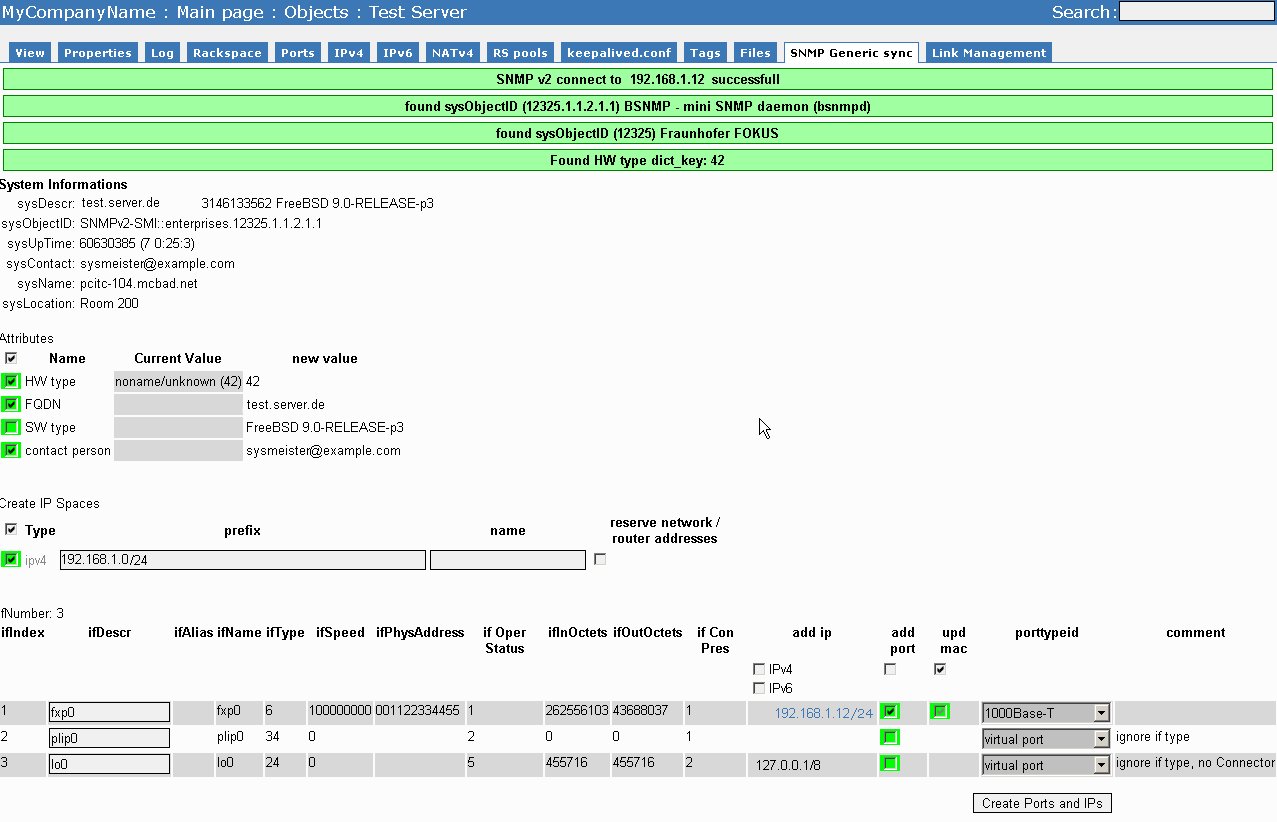 MyCompanyName : Main page : Objects : Test Server Search:
View Properties Log Rackspace Ports IPv4 IPv6 NATv4 RS pools keepalived.conf Tags Files SNMP Generic sync Link Management
SNMP v2 connect to 192.168.1.12 successfull
found sysObjectID (12325.1.1.2.1.1) BSNMP - mini SNMP daemon (bsnmpd)
found sysObjectID (12325) Fraunhofer FOKUS
Found HW type dict_key: 42
System Informations
sysDescr: test.server.de 3146133562 FreeBSD 9.0-RELEASE-p3
sysObjectID: SNMPv2-SMI::enterprises.12325.1.1.2.1.1
sysUpTime: 60630385 (7 0:25:3)
sysContact: sysmeister@example.com
sysName: pcitc-104.mcbad.net
sysLocation: Room 200
Attributes
Name Current Value new value
HW type noname/unknown (42) 42
FQDN test.server.de
SW type FreeBSD 9.0-RELEASE-p3
contact person sysmeister@example.com
Create IP Spaces
Type prefix name reserve network /
router addresses
ipv4 192.168.1.0/24
fNumber: 3
ifIndex ifDescr ifAlias ifName ifType ifSpeed ifPhysAddress if Oper ifInOctets ifOutOctets if Con add ip add upd porttypeid comment
Status Pres port mac
IPv4
IPv6
1 fxp0 fxp0 6 100000000 001122334455 1 262556103 43688037 1 192.168.1.12/24 1000Base-T
2 plip0 plip0 34 0 2 0 0 1 virtual port ignore if type
3 lo0 lo0 24 0 5 455716 455716 2 127.0.0.1/8 virtual port ignore if type, no Connector
Create Ports and IPs